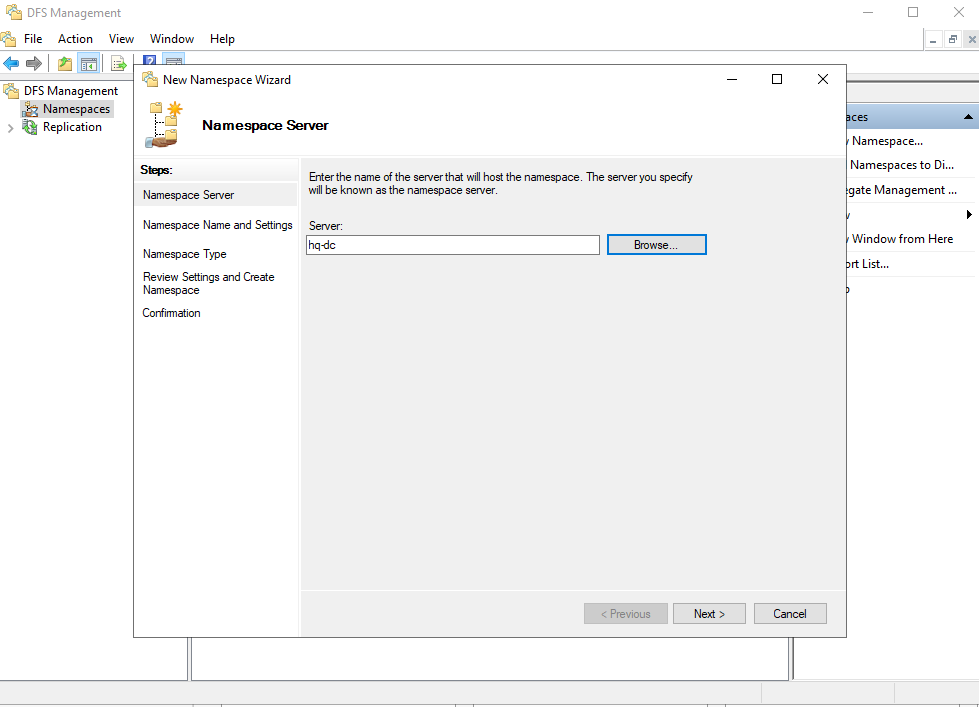 DFS Management
File Action View Window Help
DFS Management
Namespaces
Replication
New Namespace Wizard
Namespace Server
Steps:
Namespace Server
Namespace Name and Settings
Namespace Type
Review Settings and Create
Namespace
Confirmation
Enter the name of the server that will host the namespace. The server you specify
will be known as the namespace server.
Server:
hq-dc
Browse...
< Previous
Next >
Cancel
aces
Namespace...
Namespaces to Di...
egate Management ...
Window from Here
ort List...